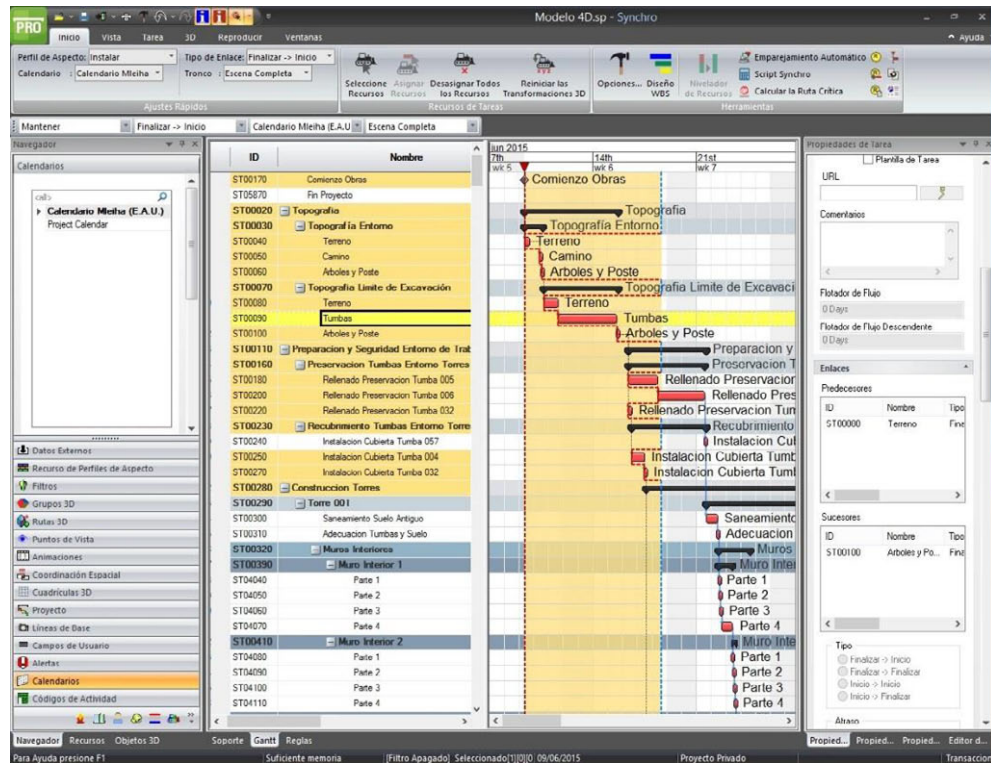 Modelo 4D.sp - Synchro
PRO
Inicio Vista Tarea 3D Reproducir Ventanas
Ayuda
Perfil de Aspecto: Instalar
Tipo de Enlace: Finalizar -> Inicio
Calendario : Calendario Mleiha
Tronco : Escena Completa
Ajustes Rápidos
Seleccione Recursos
Asignar Recursos
Desasignar Todos los Recursos
Reiniciar las Transformaciones 3D
Recursos de Tareas
Opciones...
Diseño WBS
Nivelador de Recursos
Emparejamiento Automático
Script Synchro
Calcular la Ruta Crítica
Herramientas
Mantener Finalizar -> Inicio Calendario Mleiha (E.A.U Escena Completa
Navegador
Calendarios
Calendario Mleiha (E.A.U.)
Project Calendar
Datos Externos
Recurso de Perfiles de Aspecto
Filtros
Grupos 3D
Rutas 3D
Puntos de Vista
Animaciones
Coordinación Espacial
Cuadrículas 3D
Proyecto
Líneas de Base
Campos de Usuario
Alertas
Calendarios
Códigos de Actividad
Navegador Recursos Objetos 3D
ID Nombre
ST00170 Comienzo Obras
ST05870 Fin Proyecto
ST00020 Topografia
ST00030 Topografía Entorno
ST00040 Terreno
ST00050 Camino
ST00060 Arboles y Poste
ST00070 Topografia Limite de Excavación
ST00080 Terreno
ST00090 Tumbas
ST00100 Arboles y Poste
ST00110 Preparacion y Seguridad Entorno de Trab
ST00160 Preservacion Tumbas Entorno Torres
ST00180 Rellenado Preservacion Tumba 005
ST00200 Rellenado Preservacion Tumba 006
ST00220 Rellenado Preservacion Tumba 032
ST00230 Recubrimiento Tumbas Entorno Torre
ST00240 Instalacion Cubierta Tumba 057
ST00250 Instalacion Cubierta Tumba 004
ST00270 Instalacion Cubierta Tumba 032
ST00280 Construccion Torres
ST00290 Torre 001
ST00300 Saneamiento Suelo Antiguo
ST00310 Adecuacion Tumbas y Suelo
ST00320 Muros Interiores
ST00390 Muro Interior 1
ST04040 Parte 1
ST04050 Parte 2
ST04060 Parte 3
ST04070 Parte 4
ST00410 Muro Interior 2
ST04080 Parte 1
ST04090 Parte 2
ST04100 Parte 3
ST04110 Parte 4
Soporte Gantt Reglas
jun 2015
7th 14th 21st
wk 5 wk 6 wk 7
Comienzo Obras
Topografia
Topografía Entorno
Terreno
Camino
Arboles y Poste
Topografia Limite de Excavaci
Terreno
Tumbas
Arboles y Poste
Preparacion y
Preservacion T
Rellenado Preservacion
Rellenado Pres
Rellenado Preservacion Tum
Recubrimiento
Instalacion Cub
Instalacion Cubierta Tumb
Instalacion Cubierta Tumb
Saneamiento
Adecuacion
Muros
Muro Inte
Parte 1
Parte 2
Parte 3
Parte 4
Muro Inte
Parte 1
Parte 2
Parte 3
Parte 4
Propiedades de Tarea
Plantilla de Tarea
URL
Comentarios
Flotador de Flujo
0 Days
Flotador de Flujo Descendente
0 Days
Enlaces
Predecesores
ID Nombre Tipo
ST00080 Terreno Fina
Sucesores
ID Nombre Tipo
ST00100 Arboles y Po... Fina
Tipo
Finalizar -> Inicio
Finalizar -> Finalizar
Inicio -> Inicio
Inicio -> Finalizar
Propied... Propied... Propied... Editor d...
Para Ayuda presione F1 Suficiente memoria [Filtro Apagado] Seleccionado[1][0][0] 09/06/2015 Proyecto Privado Transaccion